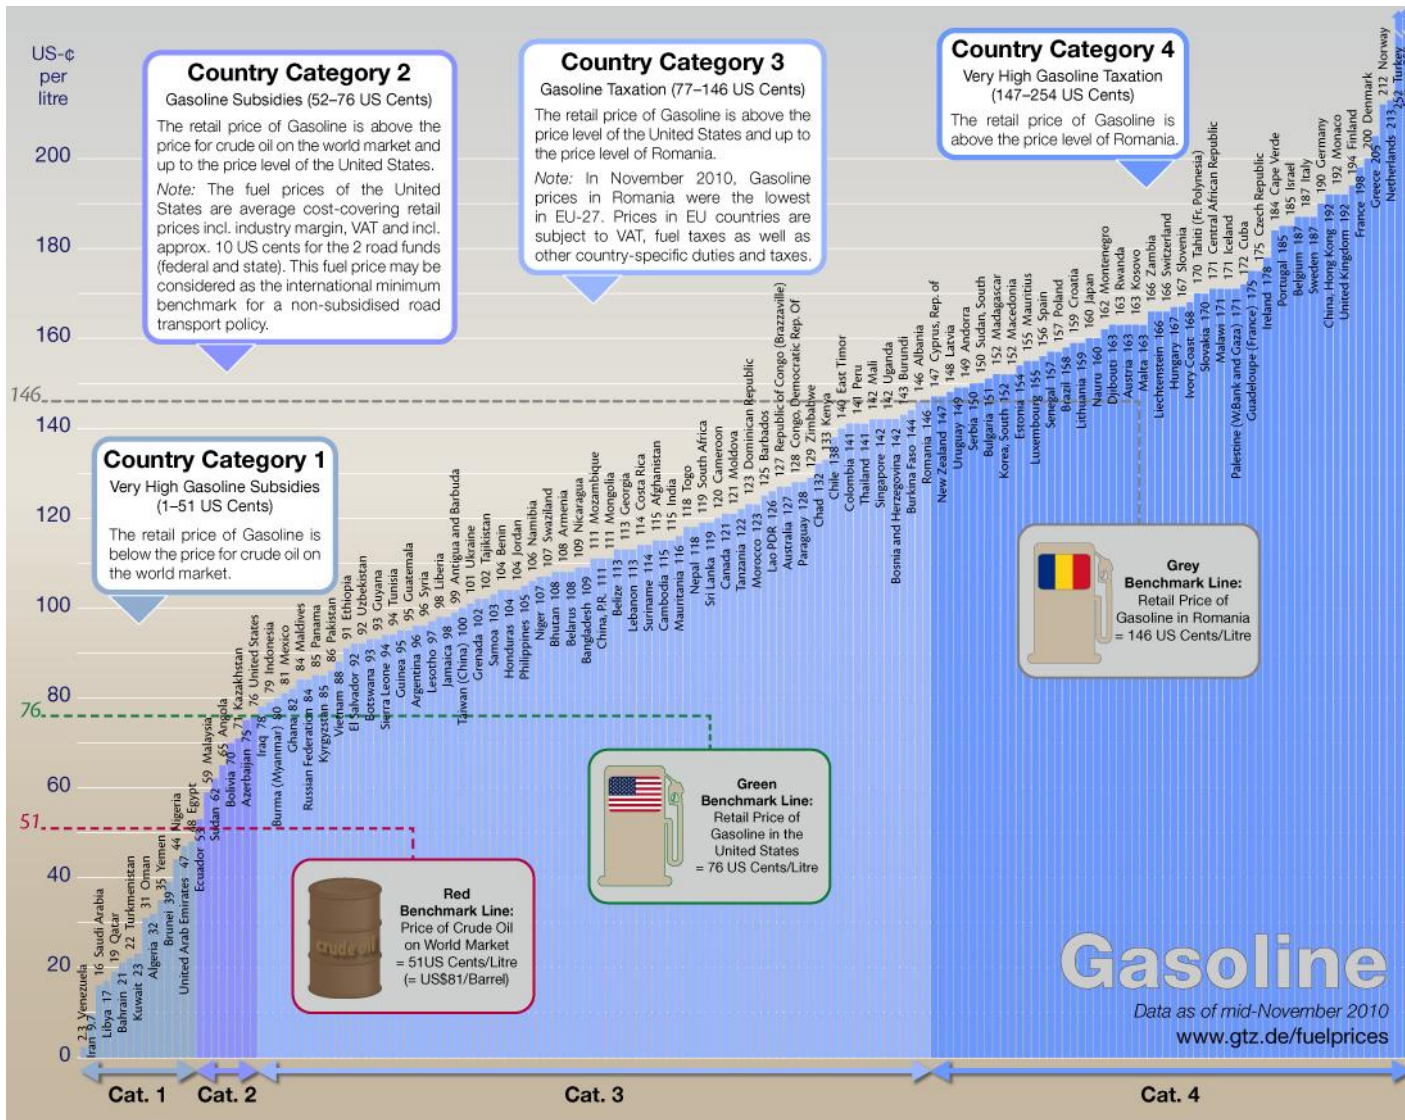 US-¢
per
litre
200
180
160
146
140
120
100
80
76
60
51
40
20
0
Country Category 2
Gasoline Subsidies (52–76 US Cents)
The retail price of Gasoline is above the
price for crude oil on the world market and
up to the price level of the United States.
Note: The fuel prices of the United
States are average cost-covering retail
prices incl. industry margin, VAT and incl.
approx. 10 US cents for the 2 road funds
(federal and state). This fuel price may be
considered as the international minimum
benchmark for a non-subsidised road
transport policy.
Country Category 3
Gasoline Taxation (77–146 US Cents)
The retail price of Gasoline is above the
price level of the United States and up to
the price level of Romania.
Note: In November 2010, Gasoline
prices in Romania were the lowest
in EU-27. Prices in EU countries are
subject to VAT, fuel taxes as well as
other country-specific duties and taxes.
Country Category 4
Very High Gasoline Taxation
(147–254 US Cents)
The retail price of Gasoline is
above the price level of Romania.
Country Category 1
Very High Gasoline Subsidies
(1–51 US Cents)
The retail price of Gasoline is
below the price for crude oil on
the world market.
2.3 Venezuela
Iran 9.7
16 Saudi Arabia
Libya 17
19 Qatar
Bahrain 21
22 Turkmenistan
Kuwait 23
31 Oman
Algeria 32
35 Yemen
Brunei 39
44 Nigeria
United Arab Emirates 47
48 Egypt
Ecuador 53
59 Malaysia
Sudan 62
65 Angola
Bolivia 70
71 Kazakhstan
Azerbaijan 75
76 United States
Iraq 78
79 Indonesia
Burma (Myanmar) 80
81 Mexico
Ghana 82
84 Maldives
Russian Federation 84
85 Panama
Kyrgyzstan 85
86 Pakistan
Vietnam 88
91 Ethiopia
El Salvador 92
92 Uzbekistan
Botswana 93
93 Guyana
Sierra Leone 94
94 Tunisia
Guinea 95
95 Guatemala
Argentina 96
96 Syria
Lesotho 97
98 Liberia
Jamaica 98
99 Antigua and Barbuda
Taiwan (China) 100
101 Ukraine
Grenada 102
102 Tajikistan
Samoa 103
104 Benin
Honduras 104
104 Jordan
Philippines 105
106 Namibia
Niger 107
107 Swaziland
Bhutan 108
108 Armenia
Belarus 108
109 Nicaragua
Bangladesh 109
111 Mozambique
China, P.R. 111
111 Mongolia
Belize 113
113 Georgia
Lebanon 113
114 Costa Rica
Suriname 114
115 Afghanistan
Cambodia 115
115 India
Mauritania 116
118 Togo
Nepal 118
119 South Africa
Sri Lanka 119
120 Cameroon
Canada 121
121 Moldova
Tanzania 122
123 Dominican Republic
Morocco 123
125 Barbados
Lao PDR 126
127 Republic of Congo (Brazzaville)
Australia 127
128 Congo, Democratic Rep. Of
Paraguay 128
129 Zimbabwe
Chad 132
133 Kenya
Chile 138
140 East Timor
Colombia 141
141 Peru
Thailand 141
142 Mali
Singapore 142
142 Uganda
Bosnia and Herzegovina 142
143 Burundi
Burkina Faso 144
146 Albania
Romania 146
147 Cyprus, Rep. of
New Zealand 147
148 Latvia
Uruguay 149
149 Andorra
Serbia 150
150 Sudan, South
Bulgaria 151
152 Madagascar
Korea, South 152
152 Macedonia
Estonia 154
155 Mauritius
Luxembourg 155
156 Spain
Senegal 157
157 Poland
Brazil 158
159 Croatia
Lithuania 159
160 Japan
Nauru 160
162 Montenegro
Djibouti 163
163 Rwanda
Austria 163
163 Kosovo
Malta 163
166 Zambia
Liechtenstein 166
166 Switzerland
Hungary 167
167 Slovenia
Ivory Coast 168
170 Tahiti (Fr. Polynesia)
Slovakia 170
171 Central African Republic
Malawi 171
171 Iceland
Palestine (W.Bank and Gaza) 171
172 Cuba
Guadeloupe (France) 175
175 Czech Republic
Ireland 178
184 Cape Verde
Portugal 185
185 Israel
Belgium 187
187 Italy
Sweden 187
190 Germany
China, Hong Kong 192
192 Monaco
United Kingdom 192
194 Finland
France 198
200 Denmark
Greece 205
212 Norway
Netherlands 213
252 Turkey
Red
Benchmark Line:
Price of Crude Oil
on World Market
= 51US Cents/Litre
(= US$81/Barrel)
crude oil
Green
Benchmark Line:
Retail Price of
Gasoline in the
United States
= 76 US Cents/Litre
Grey
Benchmark Line:
Retail Price of
Gasoline in Romania
= 146 US Cents/Litre
Gasoline
Data as of mid-November 2010
www.gtz.de/fuelprices
Cat. 1
Cat. 2
Cat. 3
Cat. 4